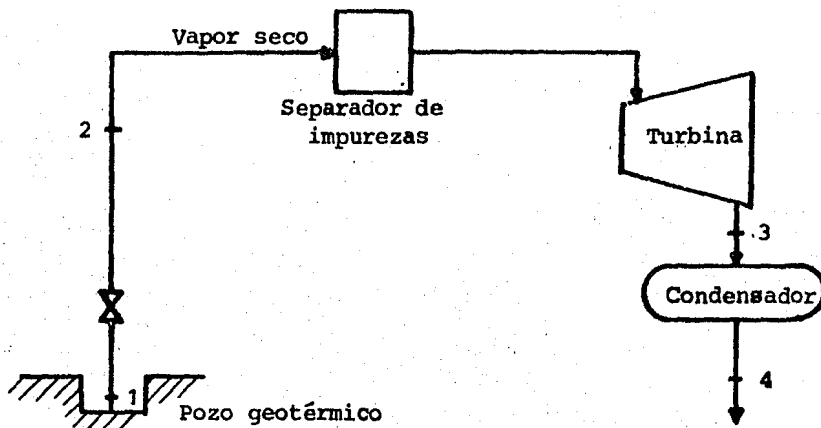 Vapor seco
Separador de
impurezas
2
Turbina
3
Condensador
4
1
Pozo geotérmico